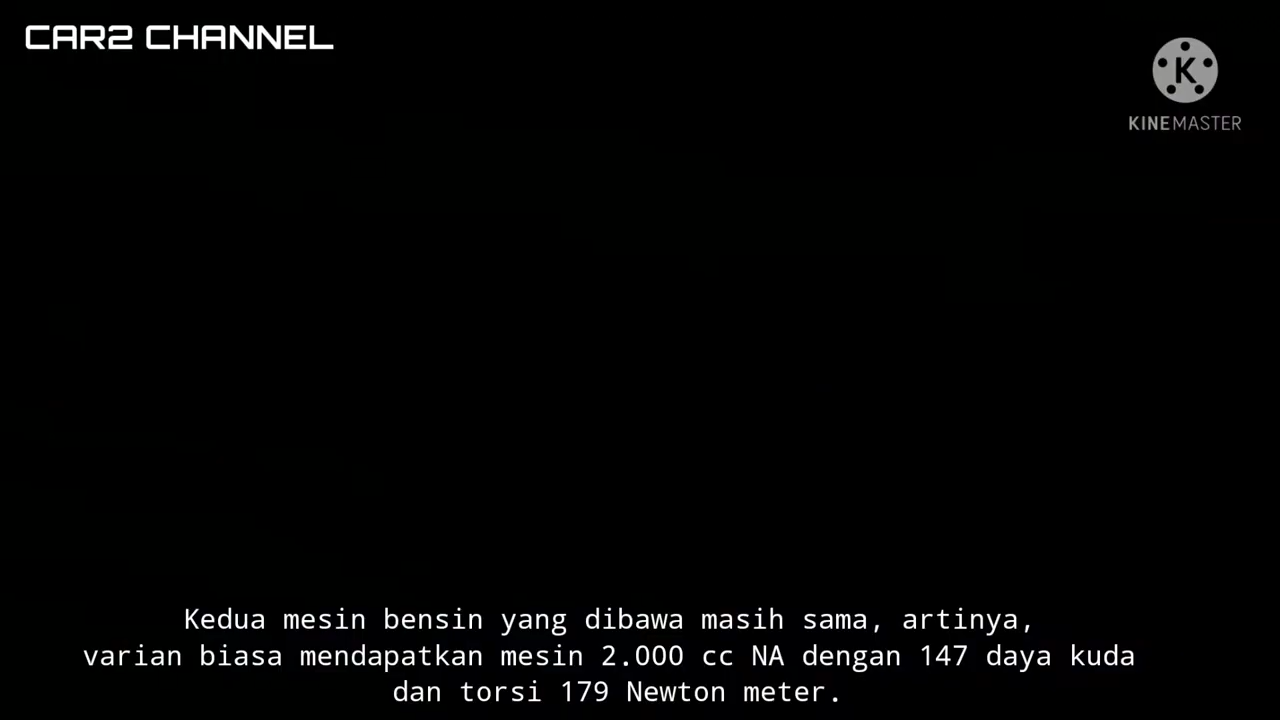 CAR2 CHANNEL
K
KINEMASTER
Kedua mesin bensin yang dibawa masih sama, artinya,
varian biasa mendapatkan mesin 2.000 cc NA dengan 147 daya kuda
dan torsi 179 Newton meter.